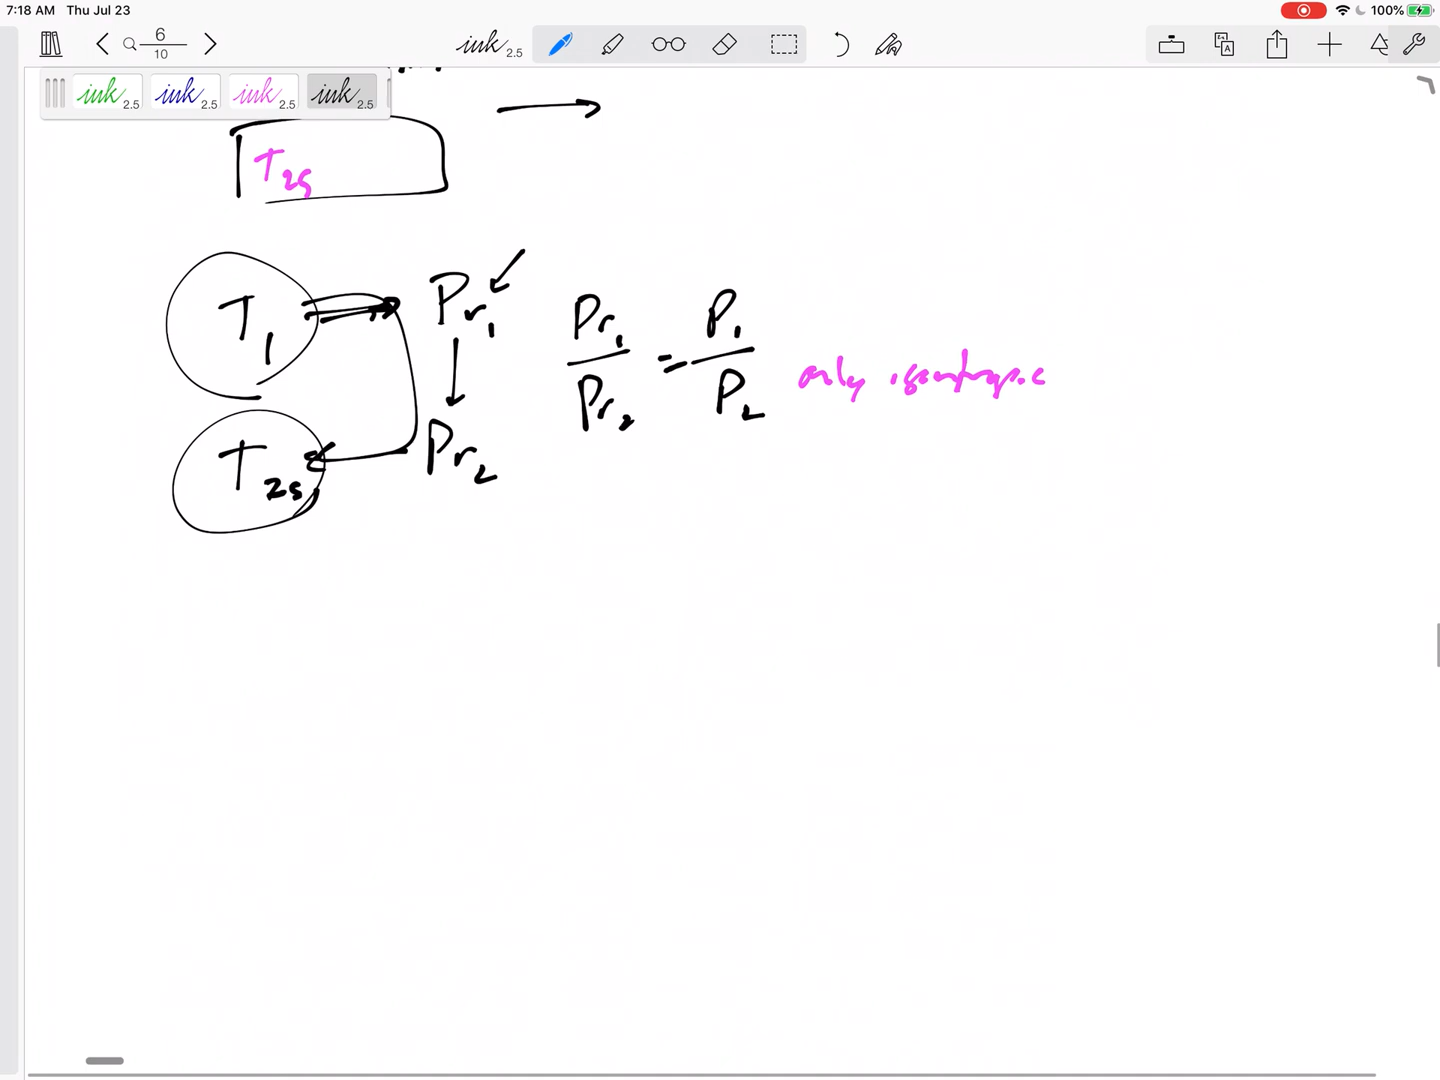 7:18 AM Thu Jul 23
100%
6
10
ink 2.5
A
ink 2.5
ink 2.5
ink 2.5
ink 2.5
T2s
T1
Pr1
Pr1 / Pr2 = P1 / P2
only isentropic
T2s
Pr2